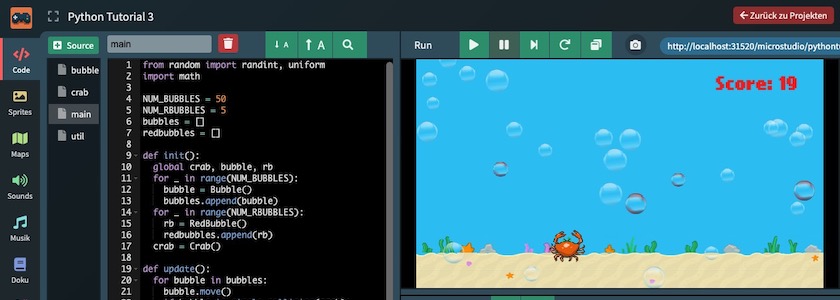 Python Tutorial 3
Zurück zu Projekten
Code
Sprites
Maps
Sounds
Musik
Doku
Source
bubble
crab
main
util
main
A
A
Run
http://localhost:31520/microstudio/python
1 from random import randint, uniform
2 import math
3
4 NUM_BUBBLES = 50
5 NUM_RBUBBLES = 5
6 bubbles = []
7 redbubbles = []
8
9 def init():
10 global crab, bubble, rb
11 for _ in range(NUM_BUBBLES):
12 bubble = Bubble()
13 bubbles.append(bubble)
14 for _ in range(NUM_RBUBBLES):
15 rb = RedBubble()
16 redbubbles.append(rb)
17 crab = Crab()
18
19 def update():
20 for bubble in bubbles:
21 bubble.move()
Score: 19